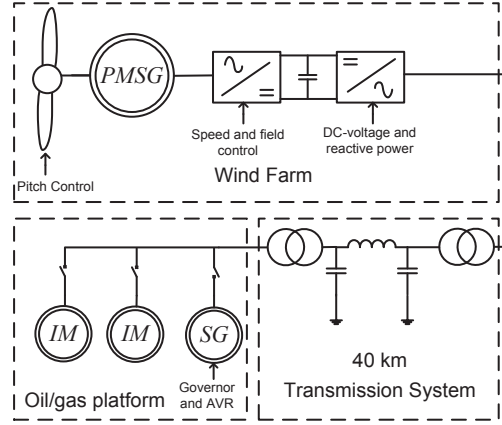 PMSG
Speed and field
control
DC-voltage and
reactive power
Pitch Control
Wind Farm
IM
IM
SG
Governor
and AVR
Oil/gas platform
40 km
Transmission System